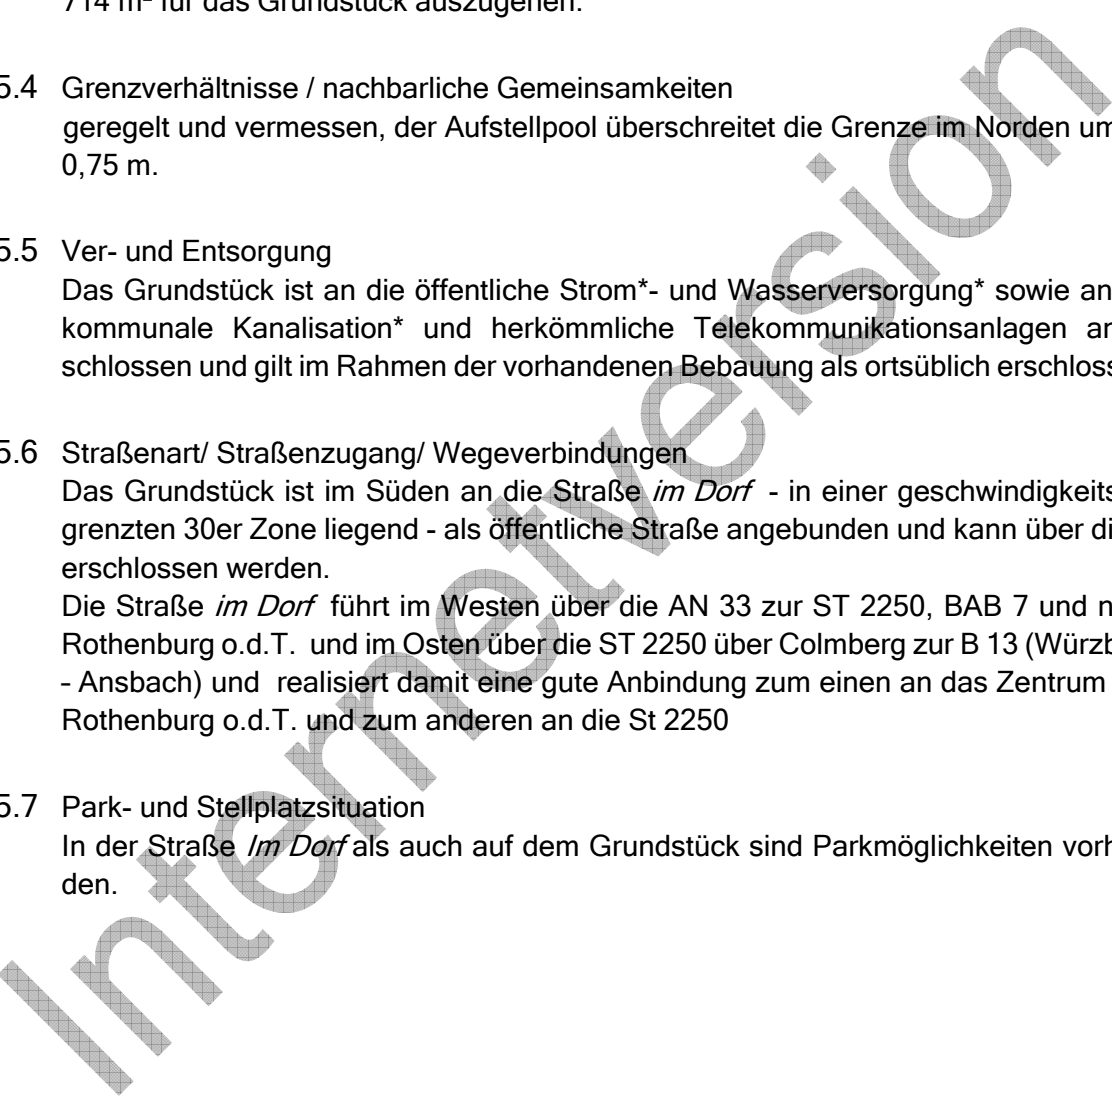 714 m² für das Grundstück auszugehen.
5.4 Grenzverhältnisse / nachbarliche Gemeinsamkeiten
geregelt und vermessen, der Aufstellpool überschreitet die Grenze im Norden um
0,75 m.
5.5 Ver- und Entsorgung
Das Grundstück ist an die öffentliche Strom*- und Wasserversorgung* sowie an
kommunale Kanalisation* und herkömmliche Telekommunikationsanlagen an
schlossen und gilt im Rahmen der vorhandenen Bebauung als ortsüblich erschloss
5.6 Straßenart/ Straßenzugang/ Wegeverbindungen
Das Grundstück ist im Süden an die Straße im Dorf - in einer geschwindigkeits
grenzten 30er Zone liegend - als öffentliche Straße angebunden und kann über di
erschlossen werden.
Die Straße im Dorf führt im Westen über die AN 33 zur ST 2250, BAB 7 und n
Rothenburg o.d.T. und im Osten über die ST 2250 über Colmberg zur B 13 (Würzb
– Ansbach) und realisiert damit eine gute Anbindung zum einen an das Zentrum
Rothenburg o.d.T. und zum anderen an die St 2250
5.7 Park- und Stellplatzsituation
In der Straße Im Dorf als auch auf dem Grundstück sind Parkmöglichkeiten vorh
den.
Internetversion